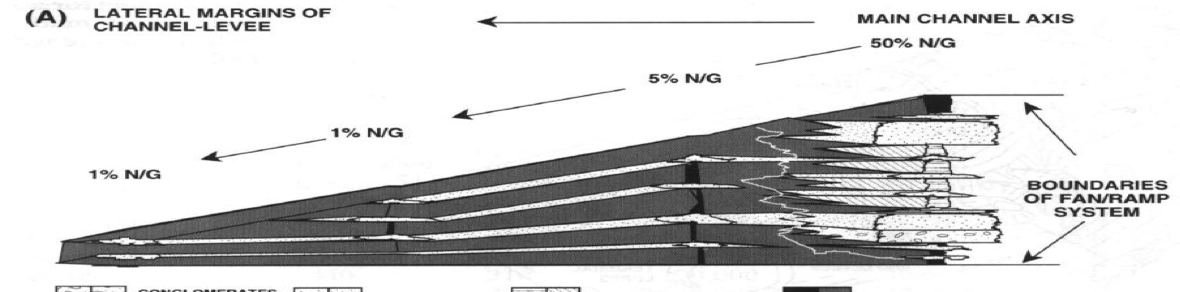 (A) LATERAL MARGINS OF
CHANNEL-LEVEE
MAIN CHANNEL AXIS
50% N/G
5% N/G
1% N/G
1% N/G
BOUNDARIES
OF FAN/RAMP
SYSTEM
CONGLOMERATES